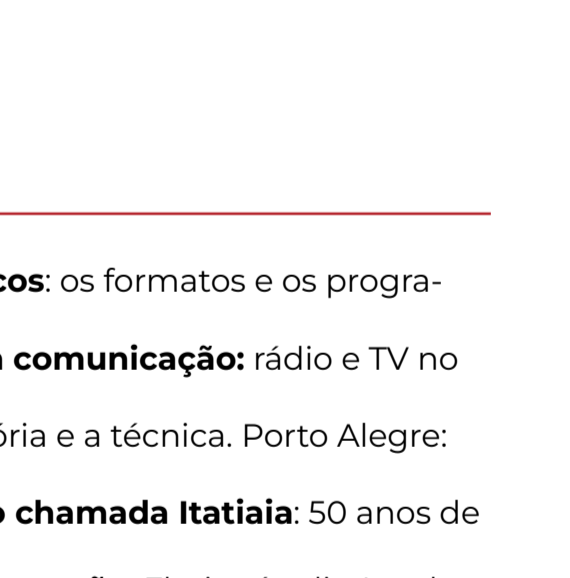 cos: os formatos e os progra-
comunicação: rádio e TV no
ória e a técnica. Porto Alegre:
o chamada Itatiaia: 50 anos de